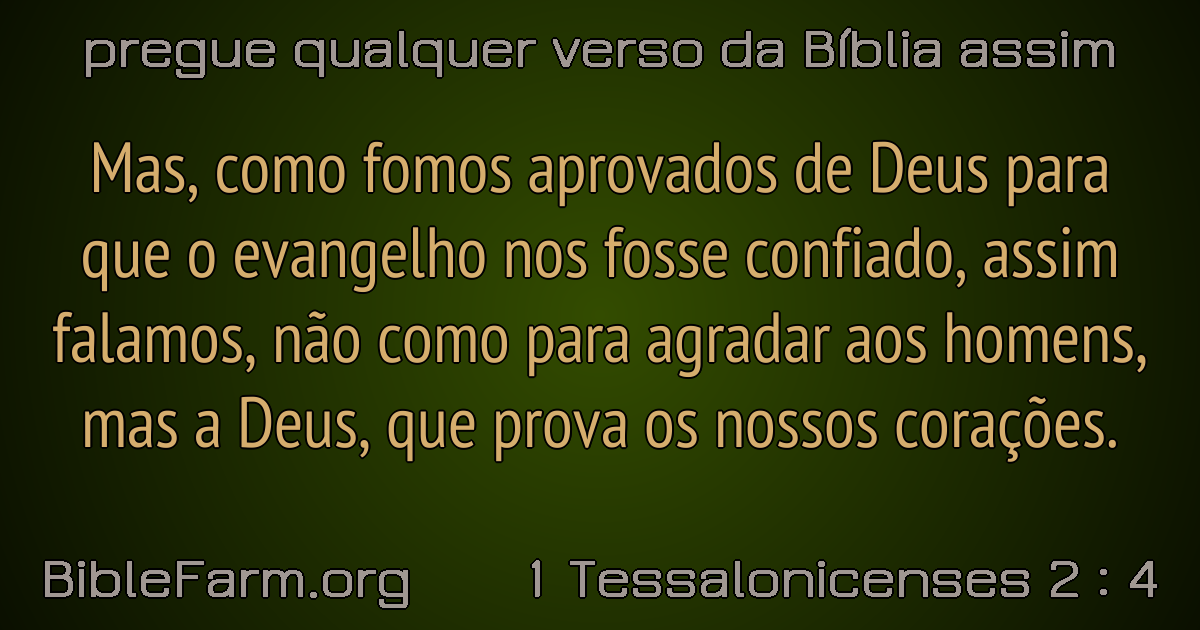 pregue qualquer verso da Bíblia assim
Mas, como fomos aprovados de Deus para
que o evangelho nos fosse confiado, assim
falamos, não como para agradar aos homens,
mas a Deus, que prova os nossos corações.
BibleFarm.org 1 Tessalonicenses 2 : 4